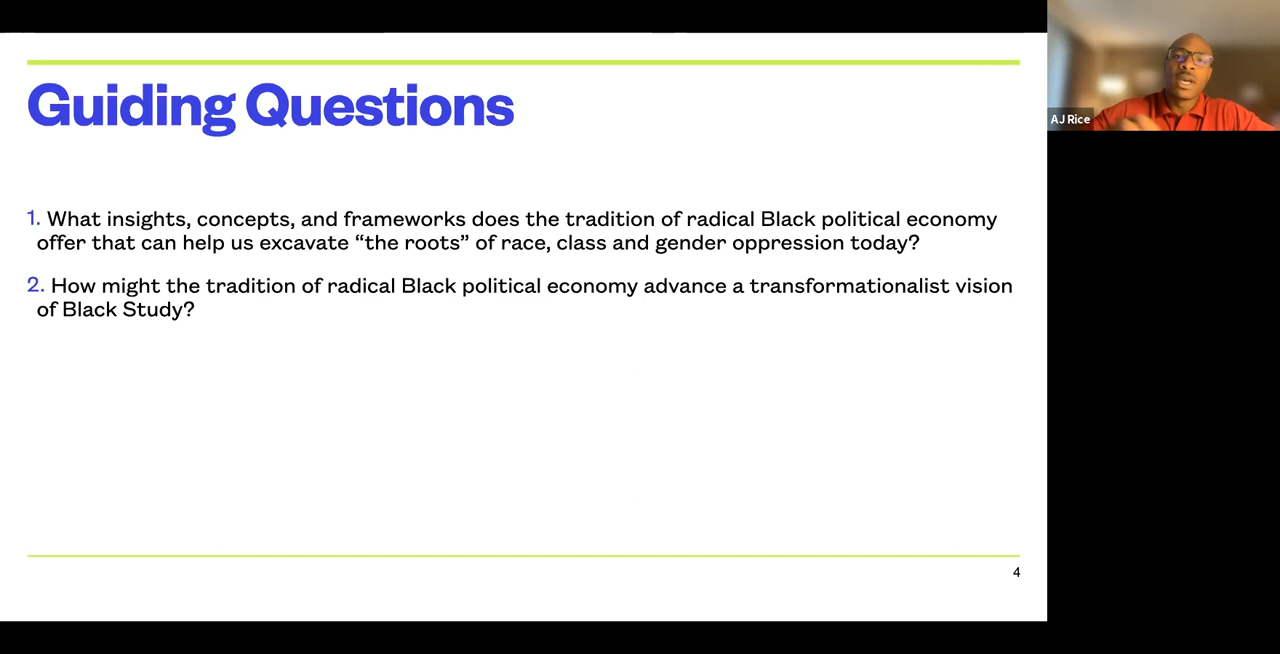 Guiding Questions
AJ Rice
1. What insights, concepts, and frameworks does the tradition of radical Black political economy
offer that can help us excavate “the roots” of race, class and gender oppression today?
2. How might the tradition of radical Black political economy advance a transformationalist vision
of Black Study?
4